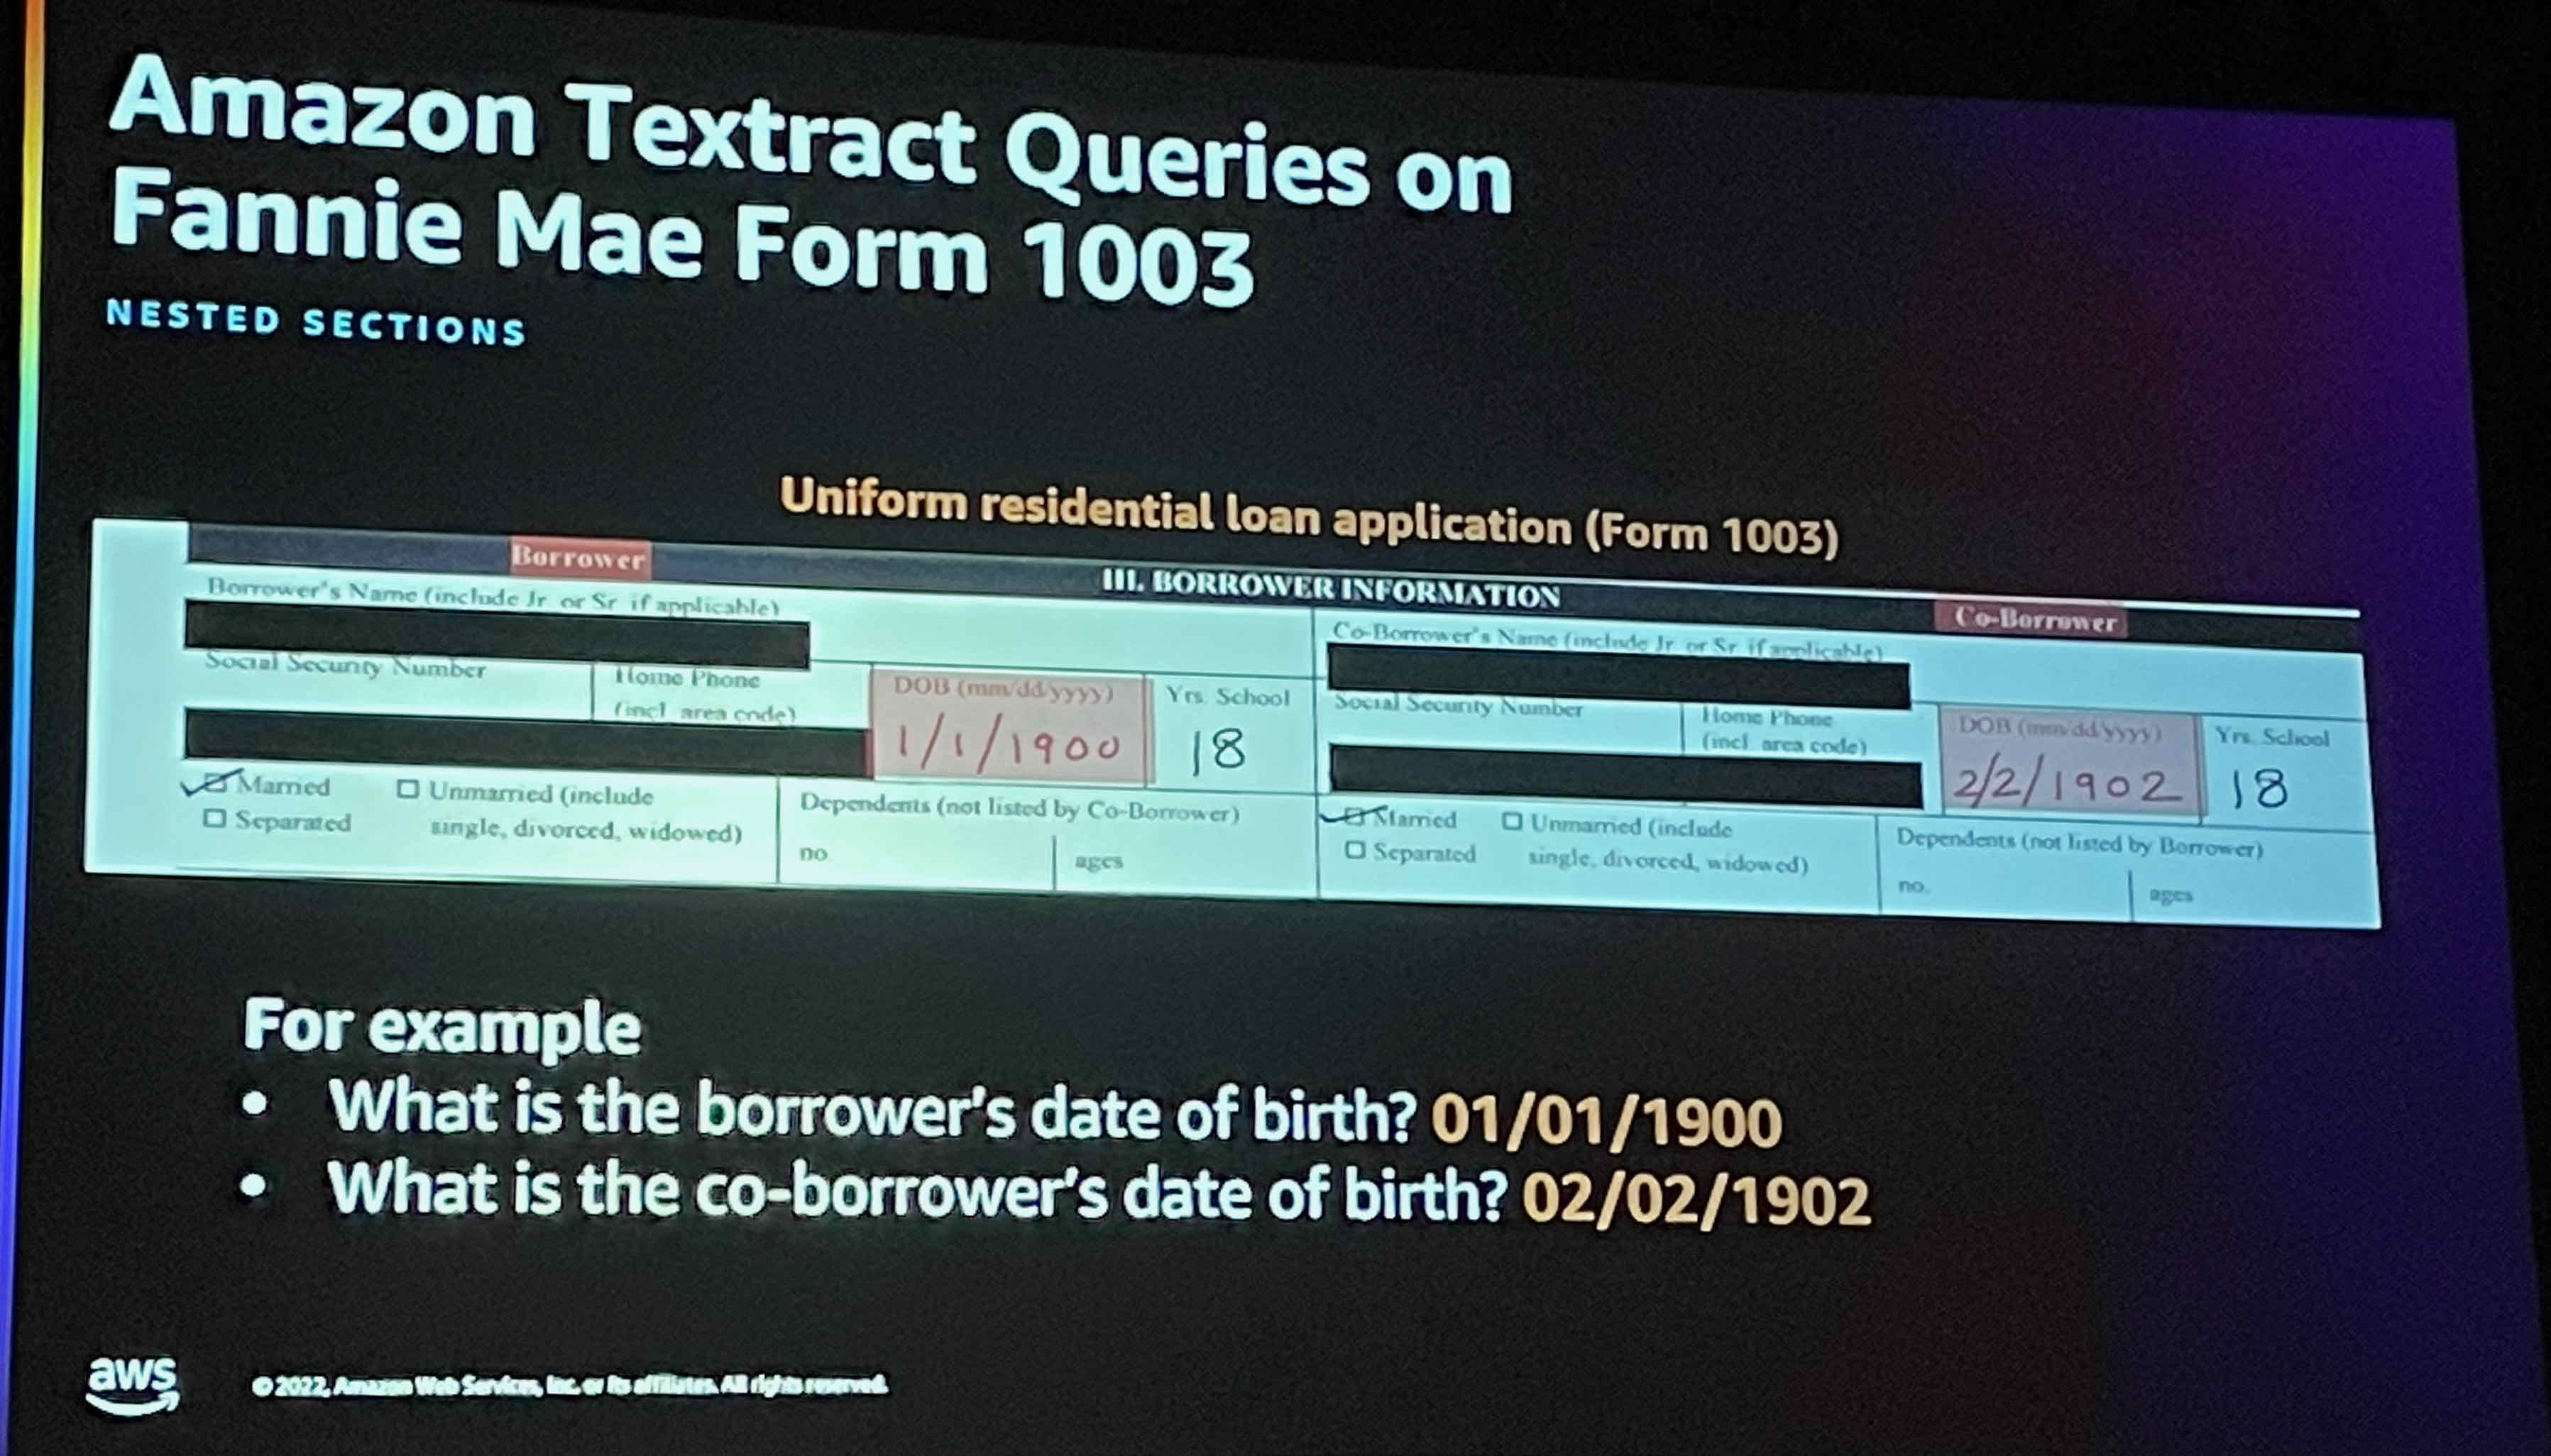 Amazon Textract Queries on
Fannie Mae Form 1003
NESTED SECTIONS
Uniform residential loan application (Form 1003)
Borrower III. BORROWER INFORMATION Co-Borrower
Borrower's Name (include Jr. or Sr. if applicable) Co-Borrower's Name (include Jr. or Sr. if applicable)
Social Security Number Home Phone DOB (mm/dd/yyyy) Yrs. School Social Security Number Home Phone DOB (mm/dd/yyyy) Yrs. School
(incl. area code) 1/1/1900 18 (incl. area code) 2/2/1902 18
Married Unmarried (include Dependents (not listed by Co-Borrower) Married Unmarried (include Dependents (not listed by Borrower)
Separated single, divorced, widowed) no. ages Separated single, divorced, widowed) no. ages
For example
• What is the borrower's date of birth? 01/01/1900
• What is the co-borrower's date of birth? 02/02/1902
aws © 2022, Amazon Web Services, Inc. or its affiliates. All rights reserved.